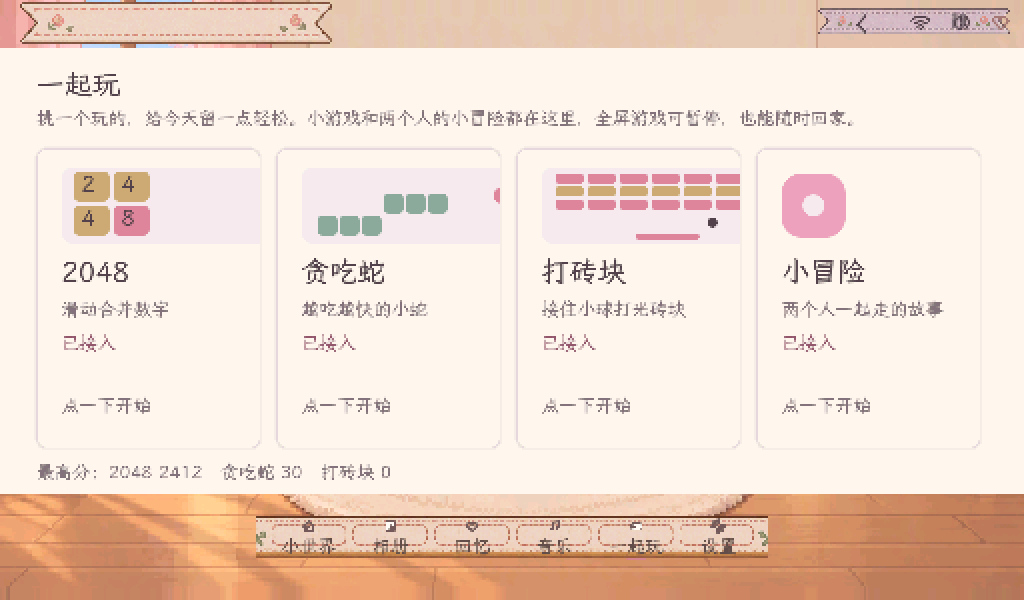 一起玩
挑一个玩的，给今天留一点轻松。小游戏和两个人的小冒险都在这里，全屏游戏可暂停，也能随时回家。
2 4
4 8
2048
滑动合并数字
已接入
点一下开始
贪吃蛇
越吃越快的小蛇
已接入
点一下开始
打砖块
接住小球打光砖块
已接入
点一下开始
小冒险
两个人一起走的故事
已接入
点一下开始
最高分：2048 2412 贪吃蛇 30 打砖块 0
小世界 相册 回忆 音乐 一起玩 设置